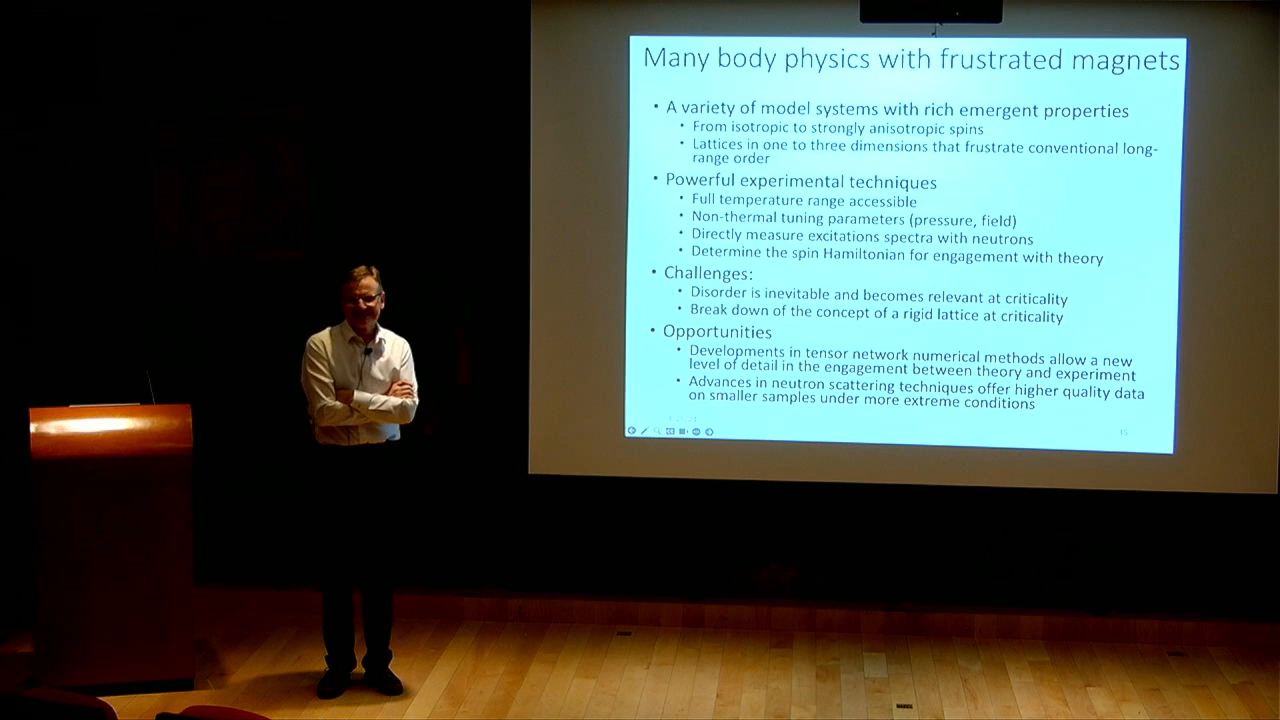 Many body physics with frustrated magnets
• A variety of model systems with rich emergent properties
• From isotropic to strongly anisotropic spins
• Lattices in one to three dimensions that frustrate conventional long-
range order
• Powerful experimental techniques
• Full temperature range accessible
• Non-thermal tuning parameters (pressure, field)
• Directly measure excitations spectra with neutrons
• Determine the spin Hamiltonian for engagement with theory
• Challenges:
• Disorder is inevitable and becomes relevant at criticality
• Break down of the concept of a rigid lattice at criticality
• Opportunities
• Developments in tensor network numerical methods allow a new
level of detail in the engagement between theory and experiment
• Advances in neutron scattering techniques offer higher quality data
on smaller samples under more extreme conditions